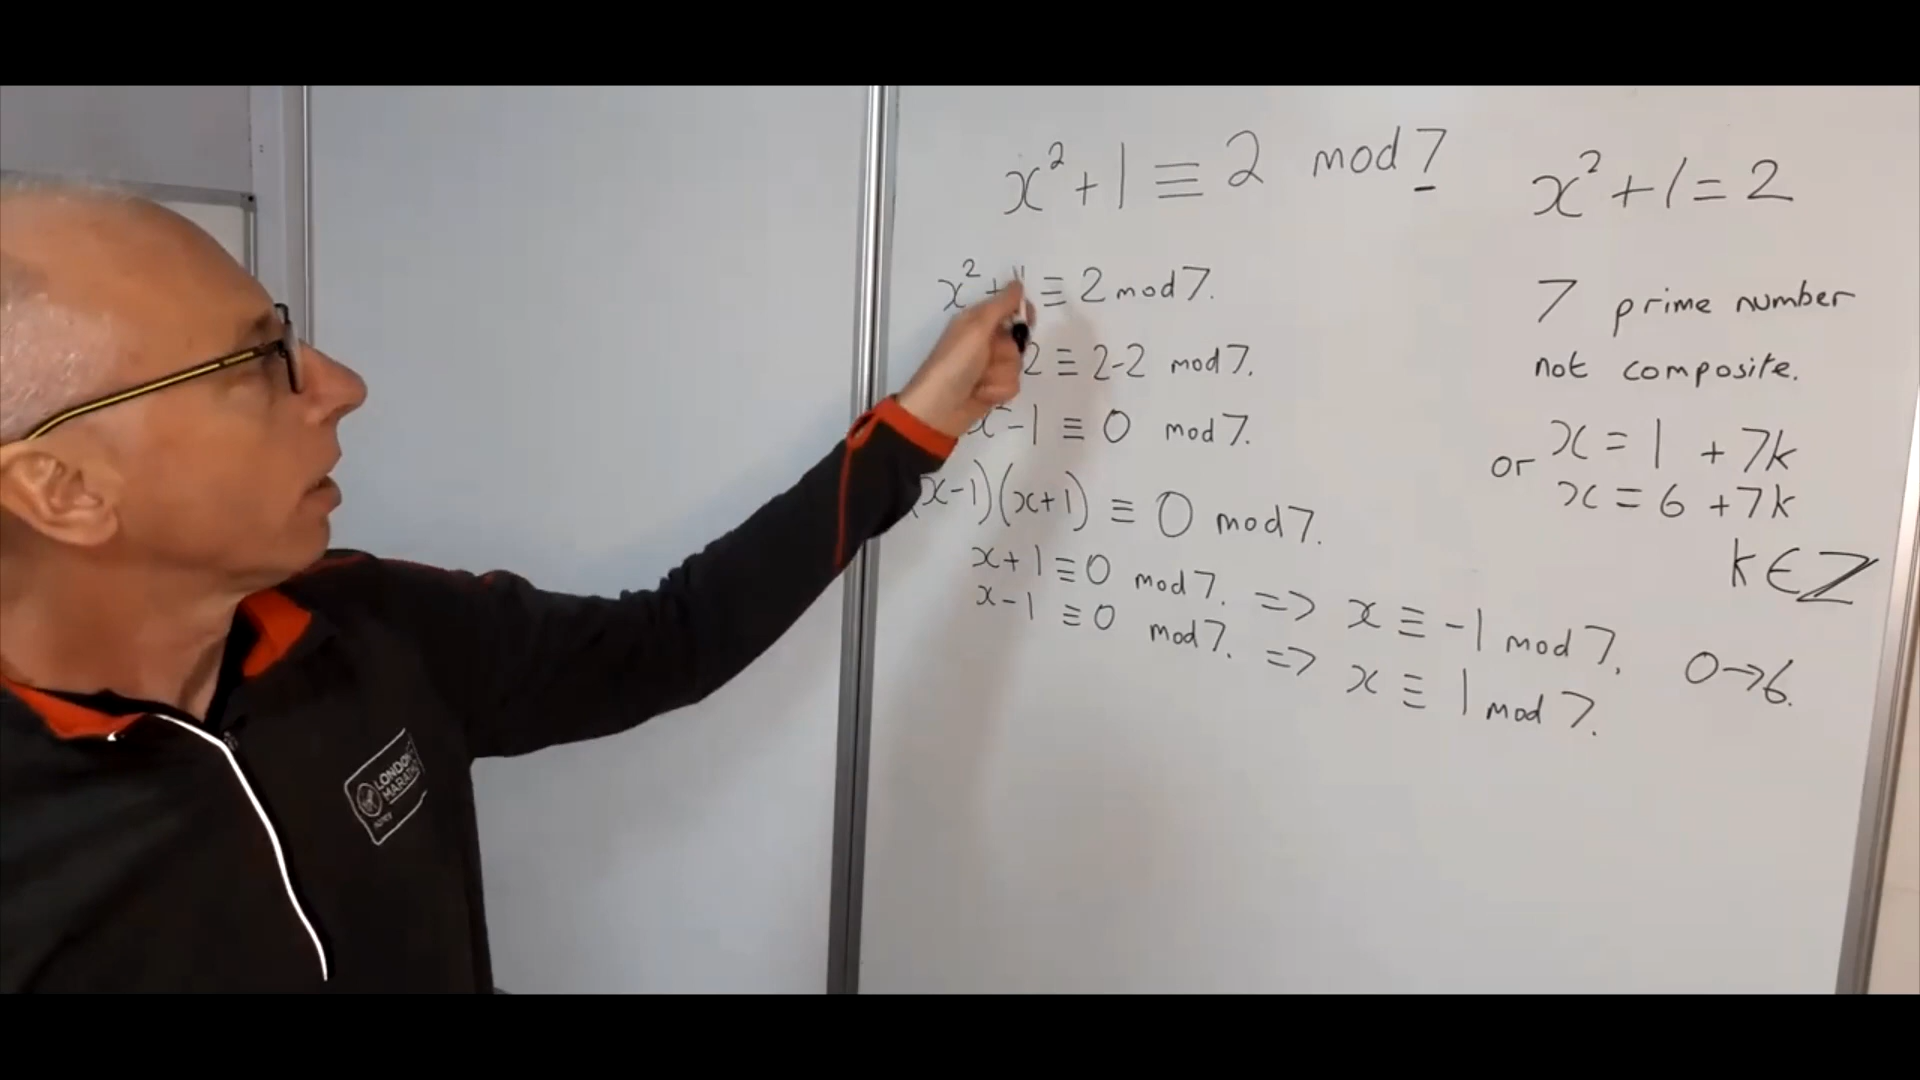 x² + 1 ≡ 2 mod 7
x² + 1 ≡ 2 mod 7.
2 ≡ 2-2 mod 7.
-1 ≡ 0 mod 7.
(x-1)(x+1) ≡ 0 mod 7.
x+1 ≡ 0 mod 7. => x ≡ -1 mod 7.
x-1 ≡ 0 mod 7. => x ≡ 1 mod 7.
x² + 1 = 2
7 prime number
not composite.
x = 1 + 7k
or
x = 6 + 7k
k ∈ ℤ
0→6.
LONDON
MARATH